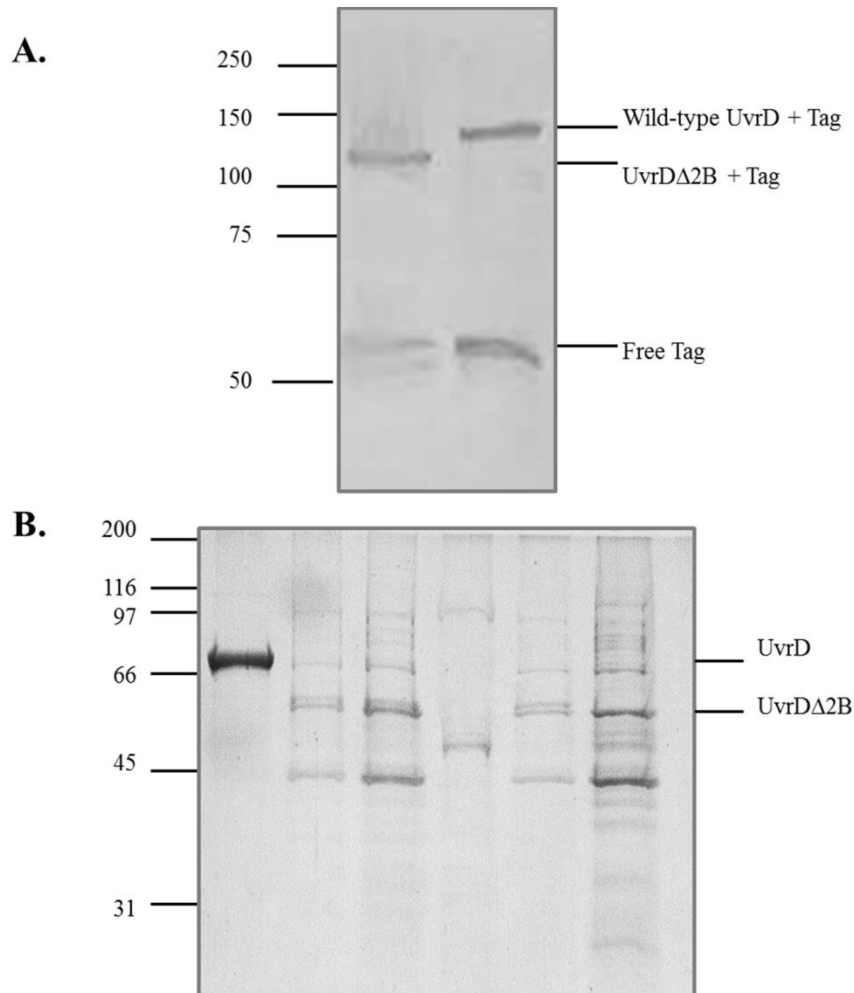 A.
250
150
100
75
50
Wild-type UvrD + Tag
UvrDΔ2B + Tag
Free Tag
B.
200
116
97
66
45
31
UvrD
UvrDΔ2B